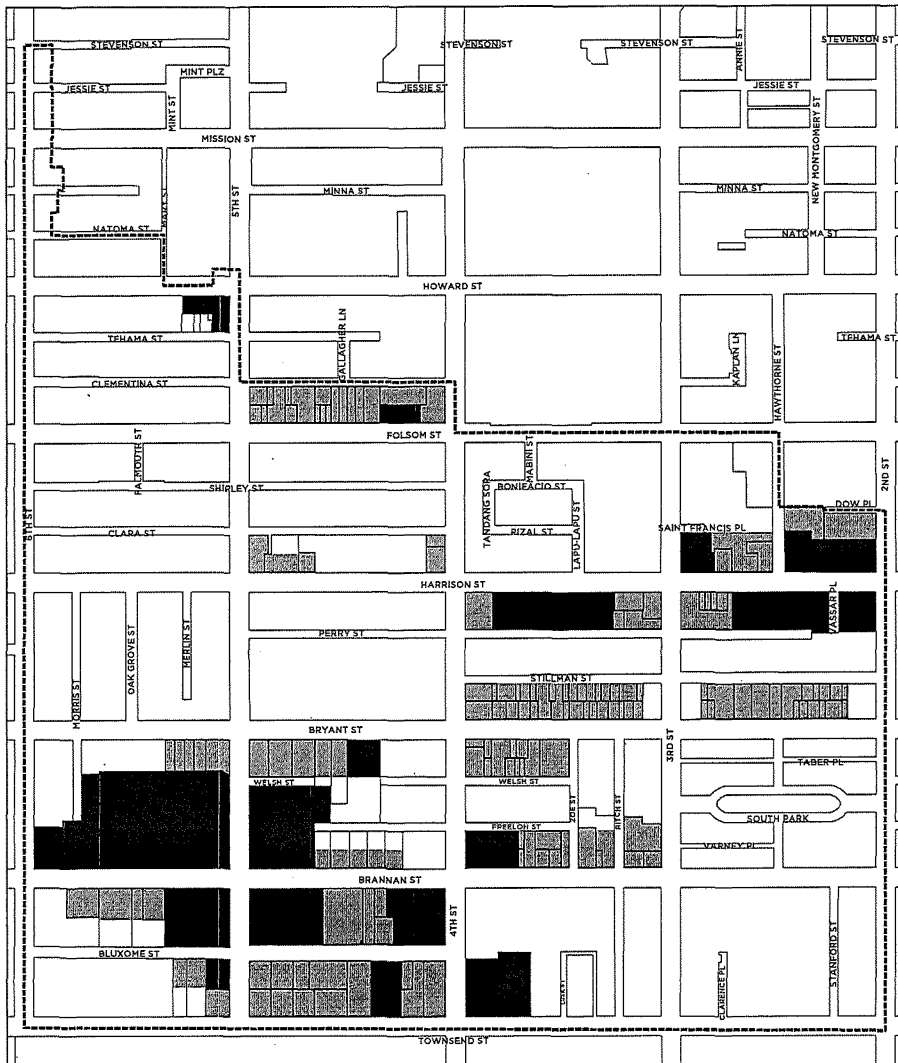 STEVENSON ST
STEVENSON ST
STEVENSON ST
STEVENSON ST
ANNIE ST
MINT PLZ
JESSIE ST
JESSIE ST
JESSIE ST
MINT ST
NEW MONTGOMERY ST
MISSION ST
MINNA ST
MINNA ST
MARY ST
5TH ST
NATOMA ST
NATOMA ST
HOWARD ST
TEHAMA ST
GALLAGHER LN
KAPLAN LN
HAWTHORNE ST
TEHAMA ST
CLEMENTINA ST
FOLSOM ST
FALMOUTH ST
MABINI ST
2ND ST
SHIPLEY ST
TANDANG SORA
BONIFACIO ST
LAPU-LAPU ST
DOW PL
6TH ST
CLARA ST
RIZAL ST
SAINT FRANCIS PL
HARRISON ST
VASSAR PL
PERRY ST
OAK GROVE ST
MERLIN ST
MORRIS ST
STILLMAN ST
BRYANT ST
3RD ST
TABER PL
WELSH ST
WELSH ST
ZOE ST
RITCH ST
SOUTH PARK
FREELON ST
VARNEY PL
BRANNAN ST
4TH ST
STANFORD ST
BLUXOME ST
CLARENCE PL
TOWNSEND ST